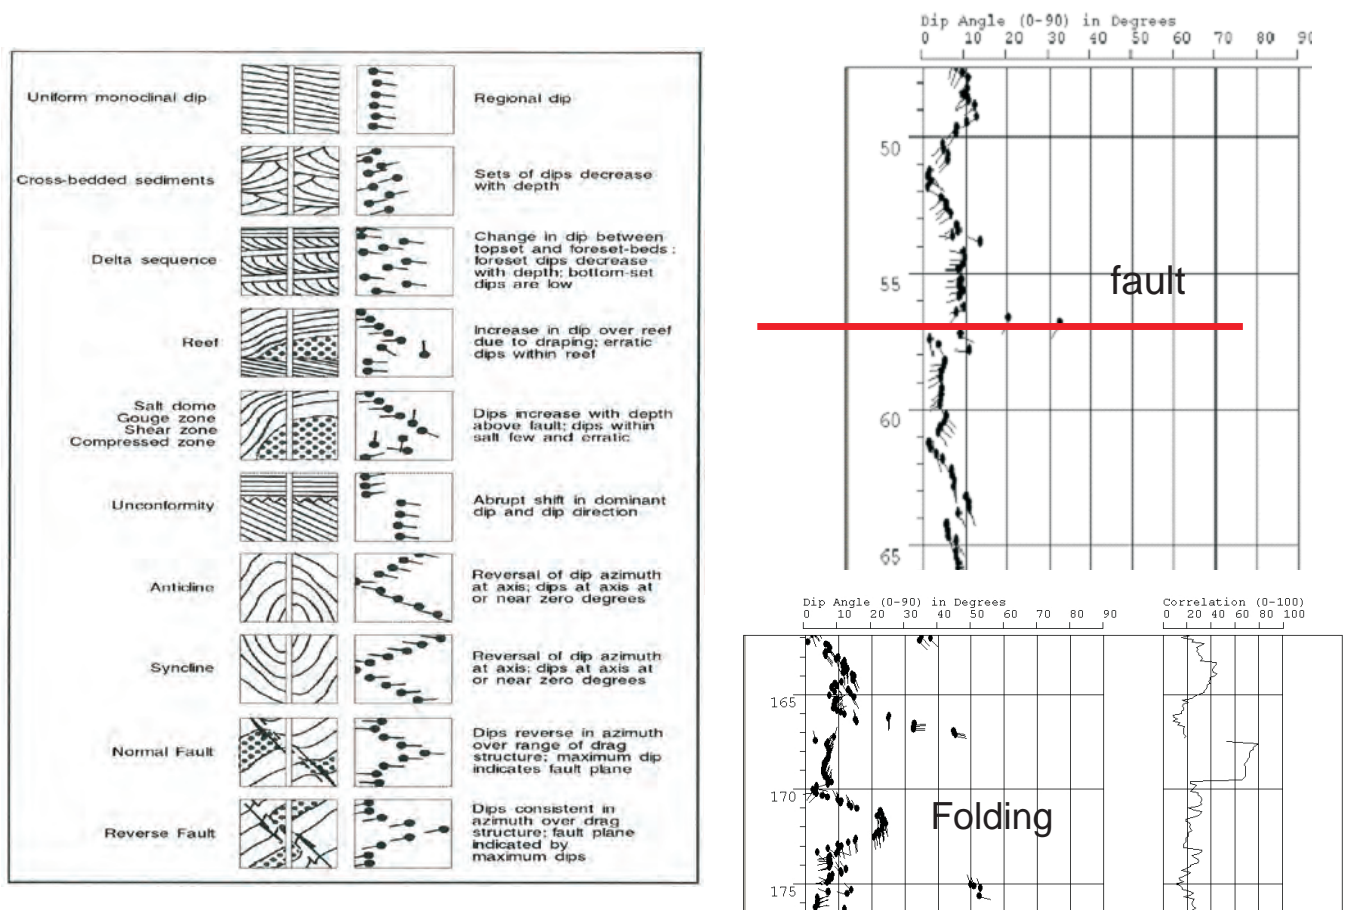 Uniform monoclinal dip
Regional dip
Cross-bedded sediments
Sets of dips decrease
with depth
Delta sequence
Change in dip between
topset and foreset-beds :
foreset dips decrease
with depth; bottom-set
dips are low
Reef
Increase in dip over reef
due to draping; erratic
dips within reef
Salt dome
Gouge zone
Shear zone
Compressed zone
Dips increase with depth
above fault; dips within
salt few and erratic
Unconformity
Abrupt shift in dominant
dip and dip direction
Anticline
Reversal of dip azimuth
at axis; dips at axis at
or near zero degrees
Syncline
Reversal of dip azimuth
at axis; dips at axis at
or near zero degrees
Normal Fault
Dips reverse in azimuth
over range of drag
structure; maximum dip
indicates fault plane
Reverse Fault
Dips consistent in
azimuth over drag
structure; fault plane
indicated by
maximum dips
Dip Angle (0-90) in Degrees
0 10 20 30 40 50 60 70 80 90
50
55
fault
60
65
Dip Angle (0-90) in Degrees
0 10 20 30 40 50 60 70 80 90
Correlation (0-100)
0 20 40 60 80 100
165
170
Folding
175